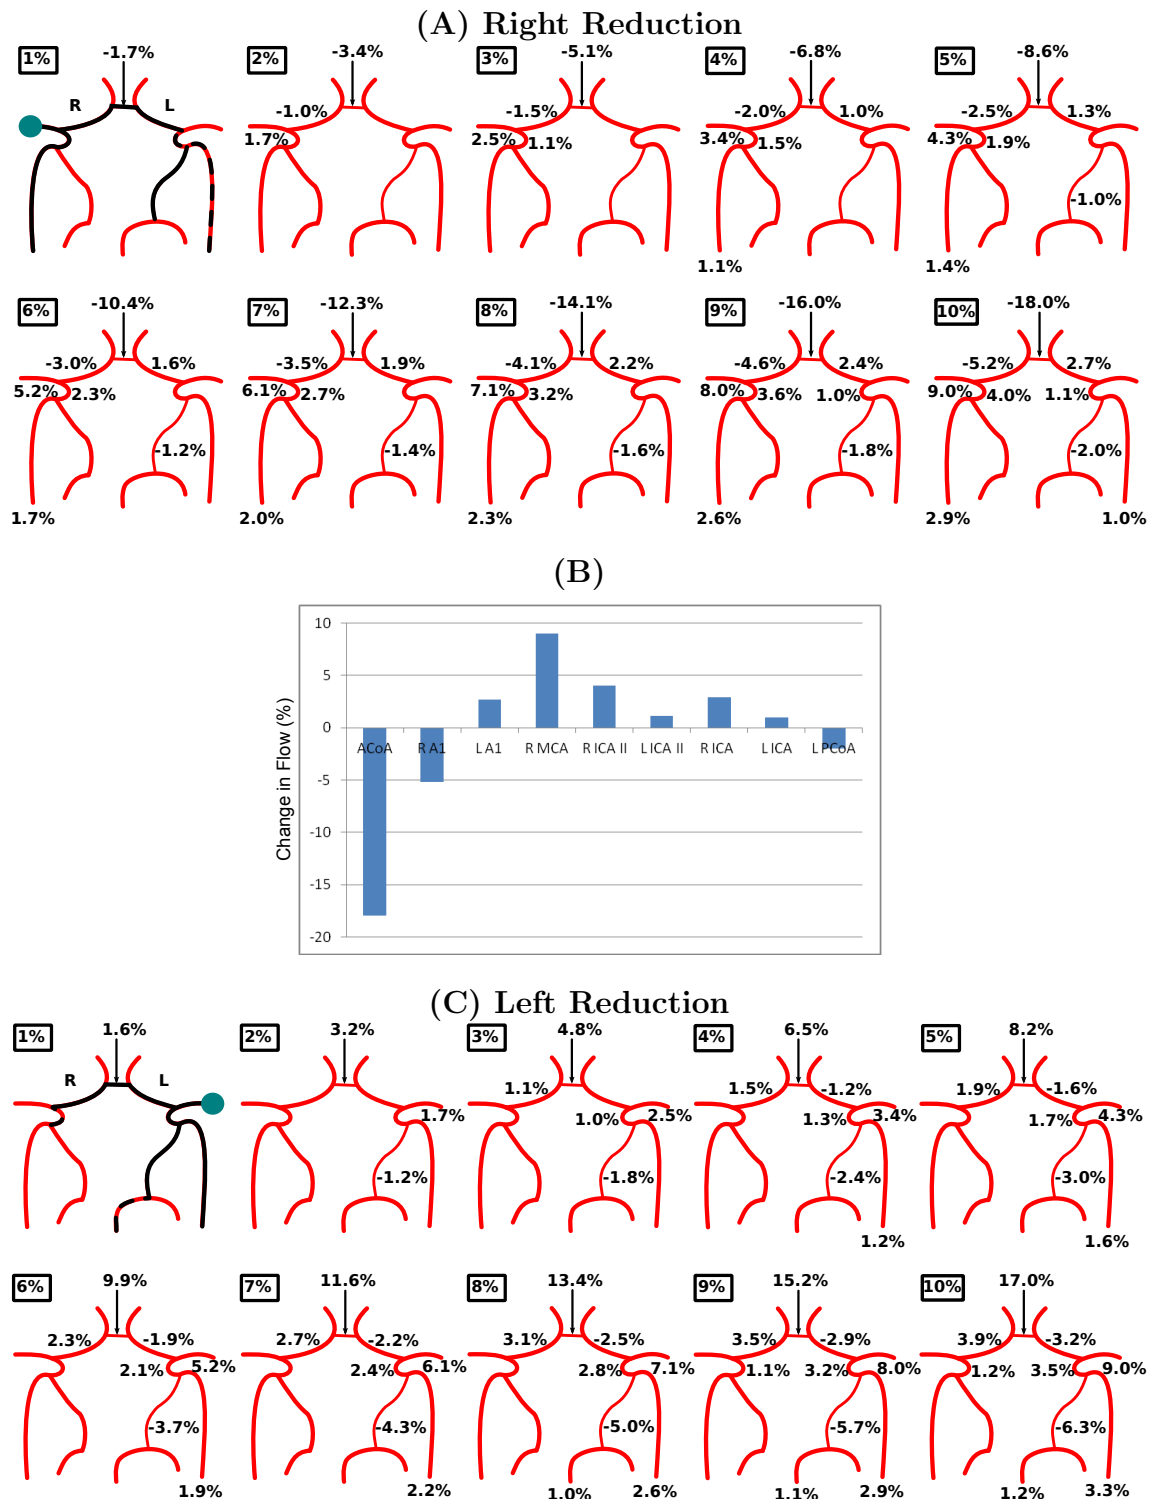 (A) Right Reduction
1% -1.7% 2% -3.4% 3% -5.1% 4% -6.8% 5% -8.6%
R L -1.0% -1.5% -2.0% 1.0% -2.5% 1.3%
1.7% 2.5% 1.1% 3.4% 1.5% 4.3% 1.9%
-1.0%
1.1% 1.4%
6% -10.4% 7% -12.3% 8% -14.1% 9% -16.0% 10% -18.0%
-3.0% 1.6% -3.5% 1.9% -4.1% 2.2% -4.6% 2.4% -5.2% 2.7%
5.2% 2.3% 6.1% 2.7% 7.1% 3.2% 8.0% 3.6% 1.0% 9.0% 4.0% 1.1%
-1.2% -1.4% -1.6% -1.8% -2.0%
1.7% 2.0% 2.3% 2.6% 2.9% 1.0%
(B)
Change in Flow (%)
10
5
0
ACoA R A1 L A1 R MCA R ICA II L ICA II R ICA L ICA L PCoA
-5
-10
-15
-20
(C) Left Reduction
1% 1.6% 2% 3.2% 3% 4.8% 4% 6.5% 5% 8.2%
R L 1.1% 1.5% -1.2% 1.9% -1.6%
1.7% 1.0% 2.5% 1.3% 3.4% 1.7% 4.3%
-1.2% -1.8% -2.4% -3.0%
1.2% 1.6%
6% 9.9% 7% 11.6% 8% 13.4% 9% 15.2% 10% 17.0%
2.3% -1.9% 2.7% -2.2% 3.1% -2.5% 3.5% -2.9% 3.9% -3.2%
2.1% 5.2% 2.4% 6.1% 2.8% 7.1% 1.1% 3.2% 8.0% 1.2% 3.5% 9.0%
-3.7% -4.3% -5.0% -5.7% -6.3%
1.9% 2.2% 1.0% 2.6% 1.1% 2.9% 1.2% 3.3%